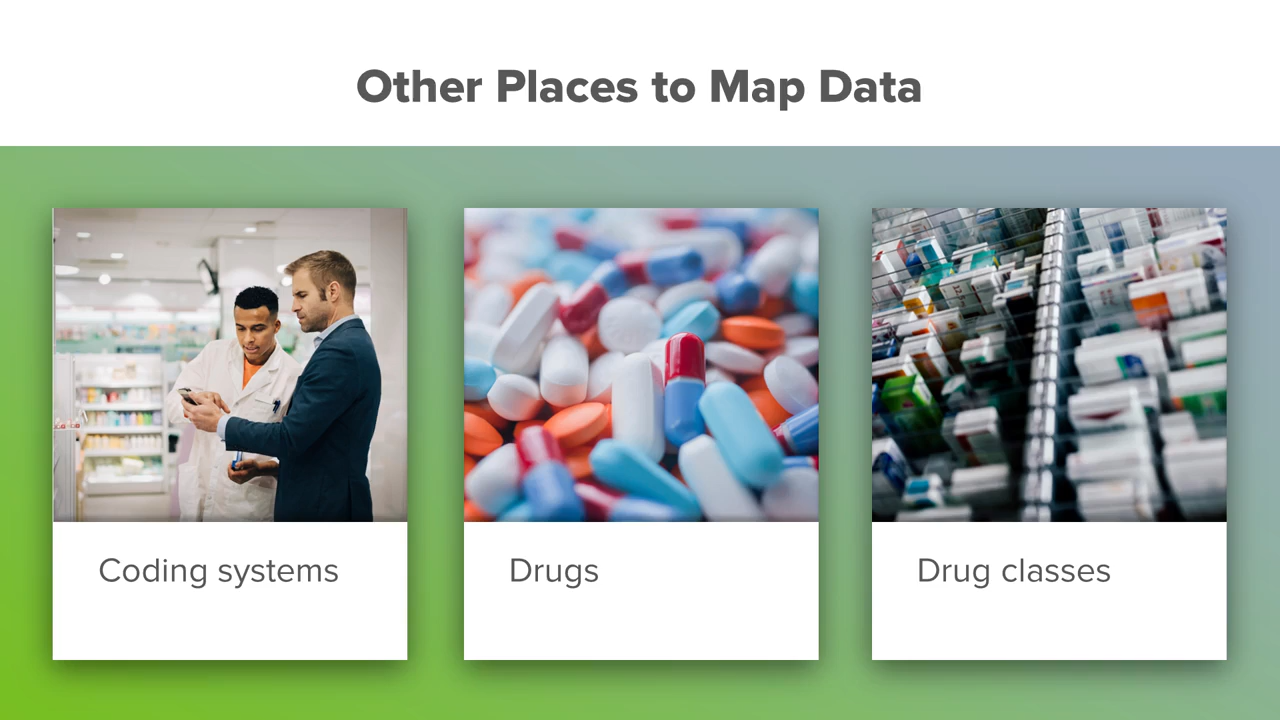 Other Places to Map Data
Coding systems
Drugs
Drug classes